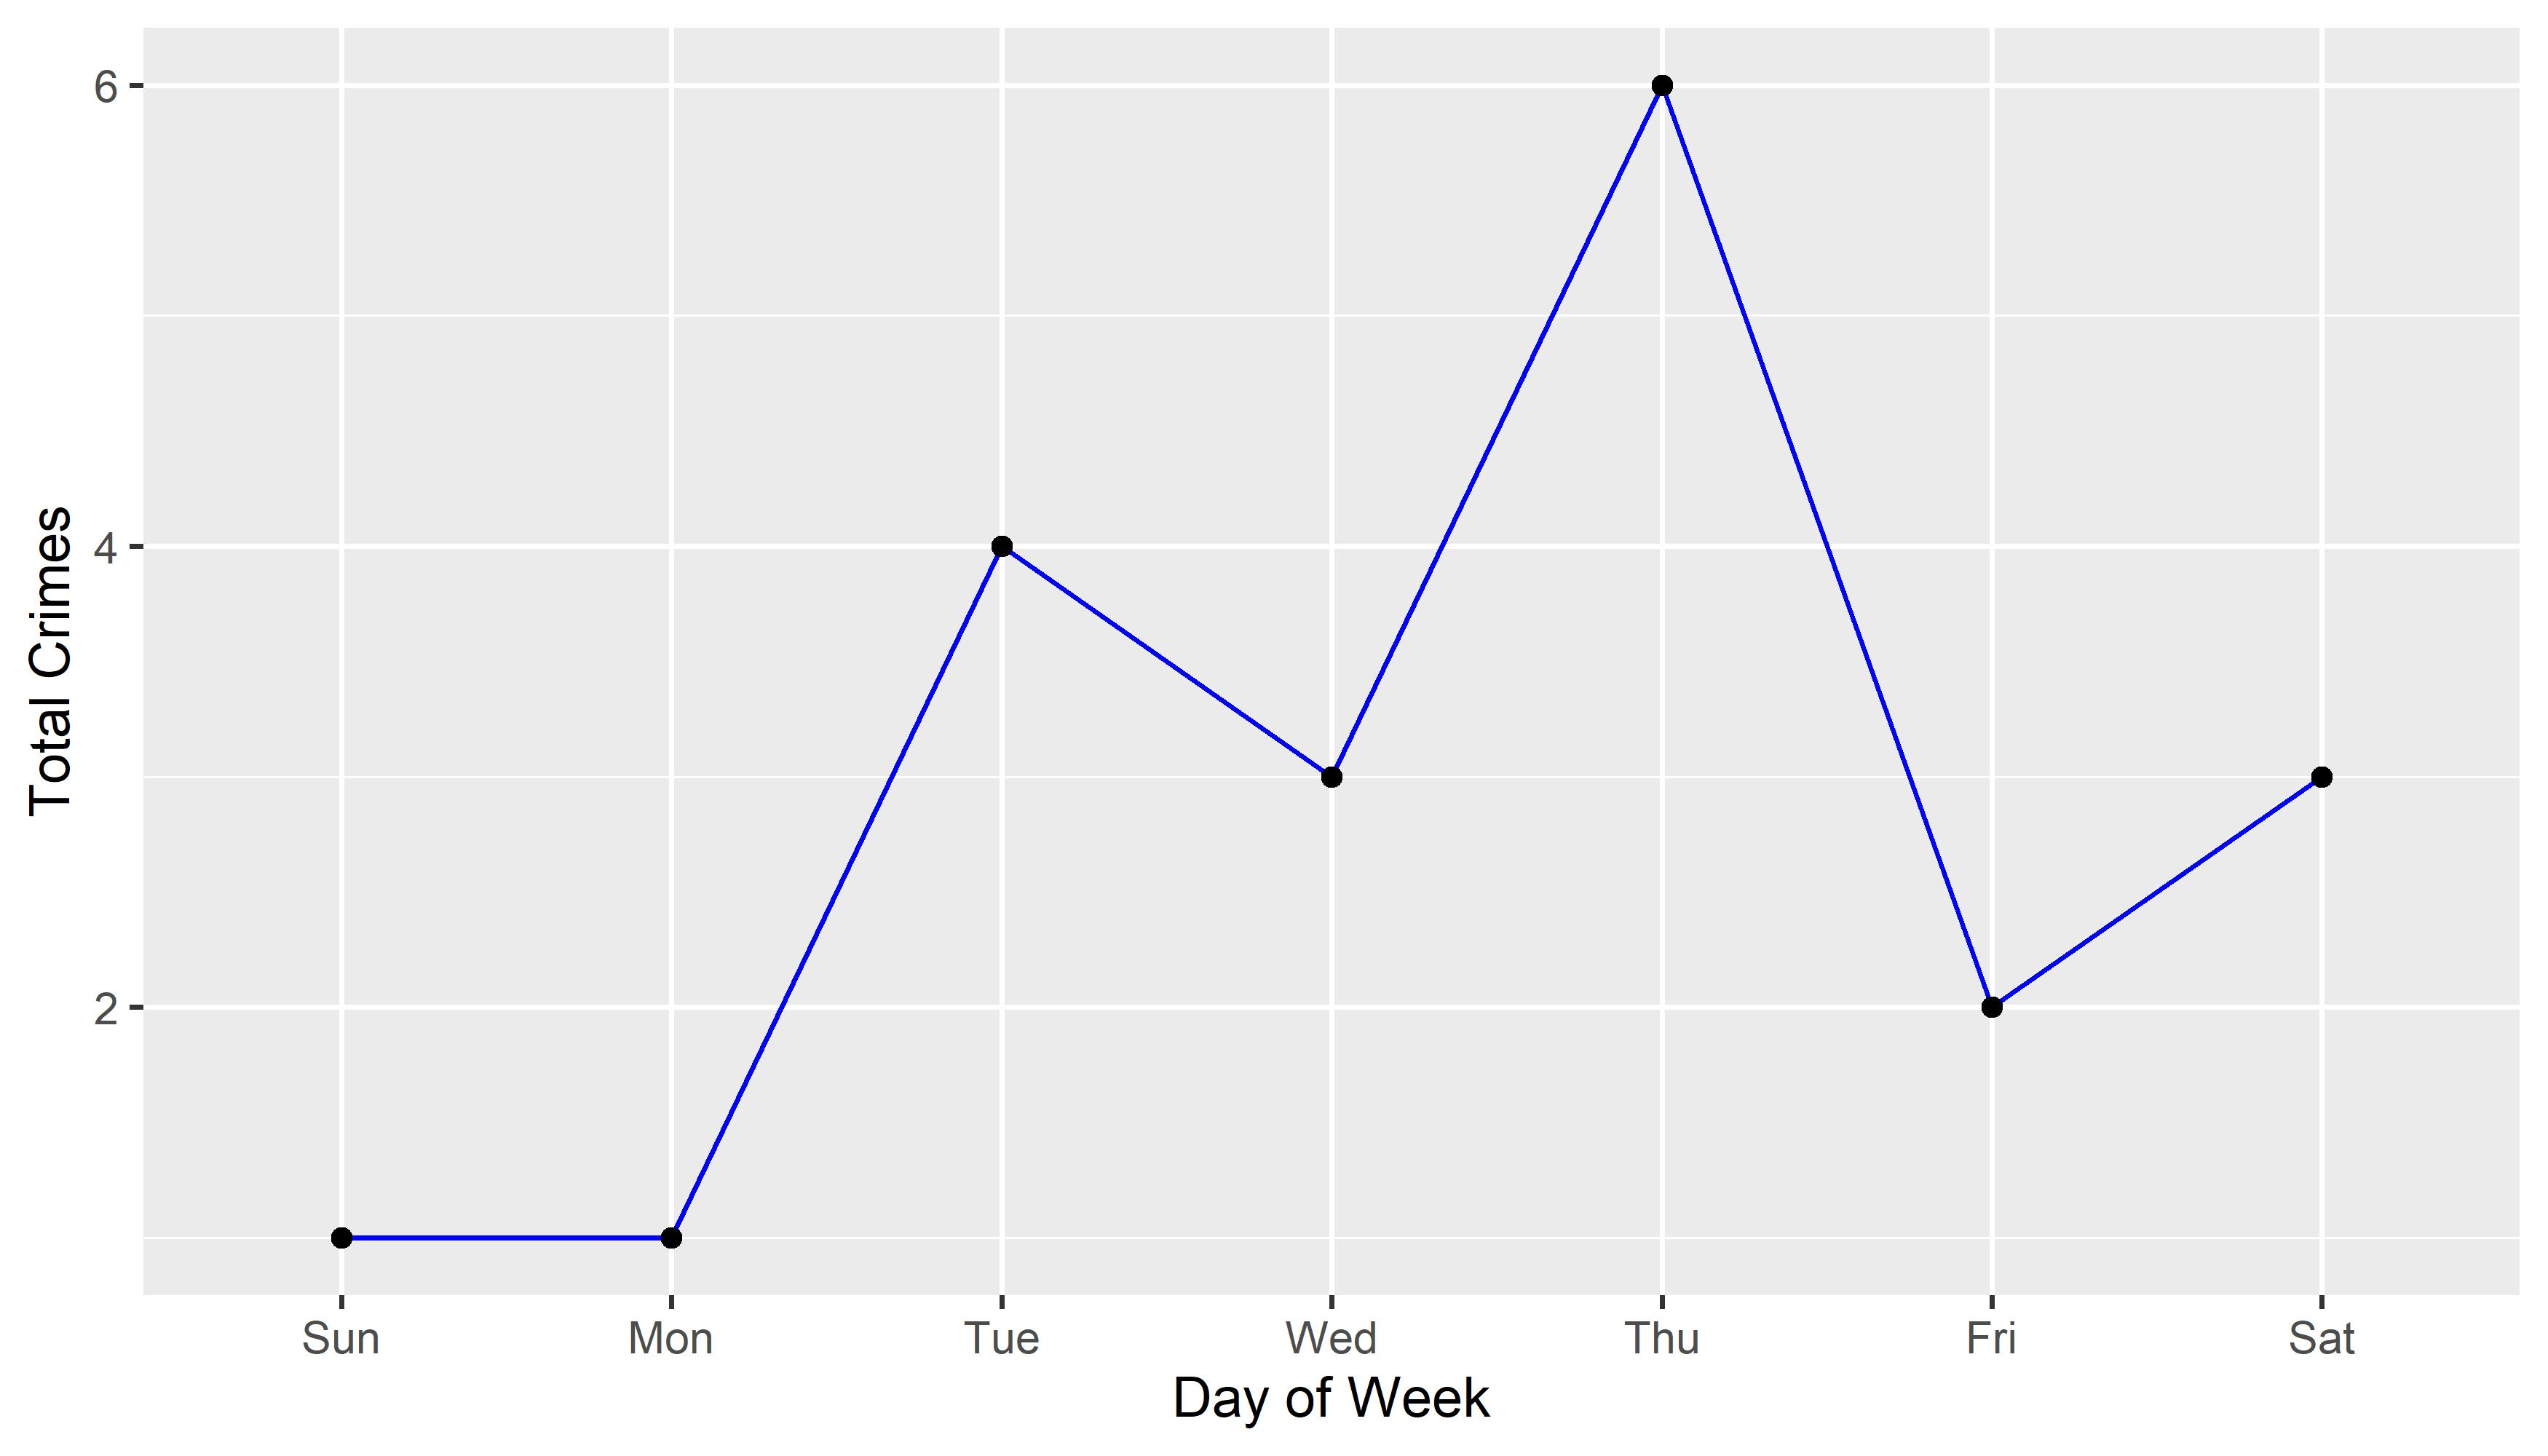 Total Crimes
6
4
2
Sun Mon Tue Wed Thu Fri Sat
Day of Week